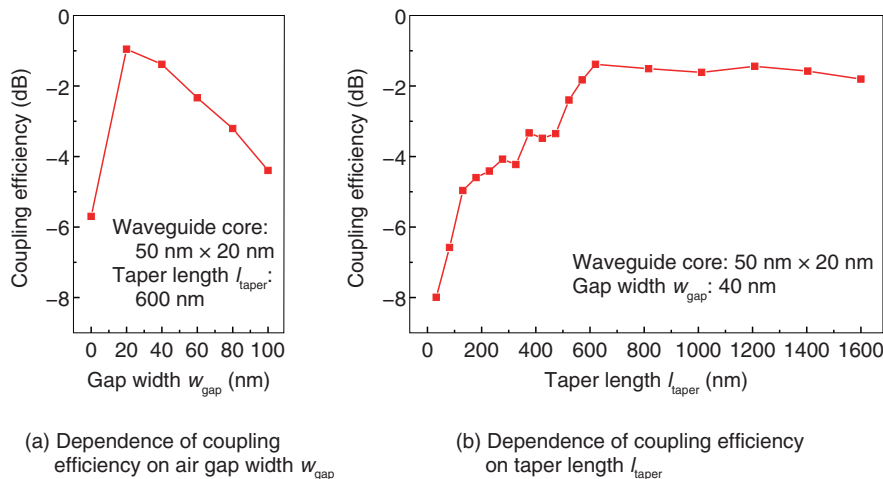 0
−2
−4
−6
−8
Coupling efficiency (dB)
Waveguide core:
50 nm × 20 nm
Taper length l_taper:
600 nm
0 20 40 60 80 100
Gap width w_gap (nm)
(a) Dependence of coupling
efficiency on air gap width w_gap
0
−2
−4
−6
−8
Coupling efficiency (dB)
Waveguide core: 50 nm × 20 nm
Gap width w_gap: 40 nm
0 200 400 600 800 1000 1200 1400 1600
Taper length l_taper (nm)
(b) Dependence of coupling efficiency
on taper length l_taper